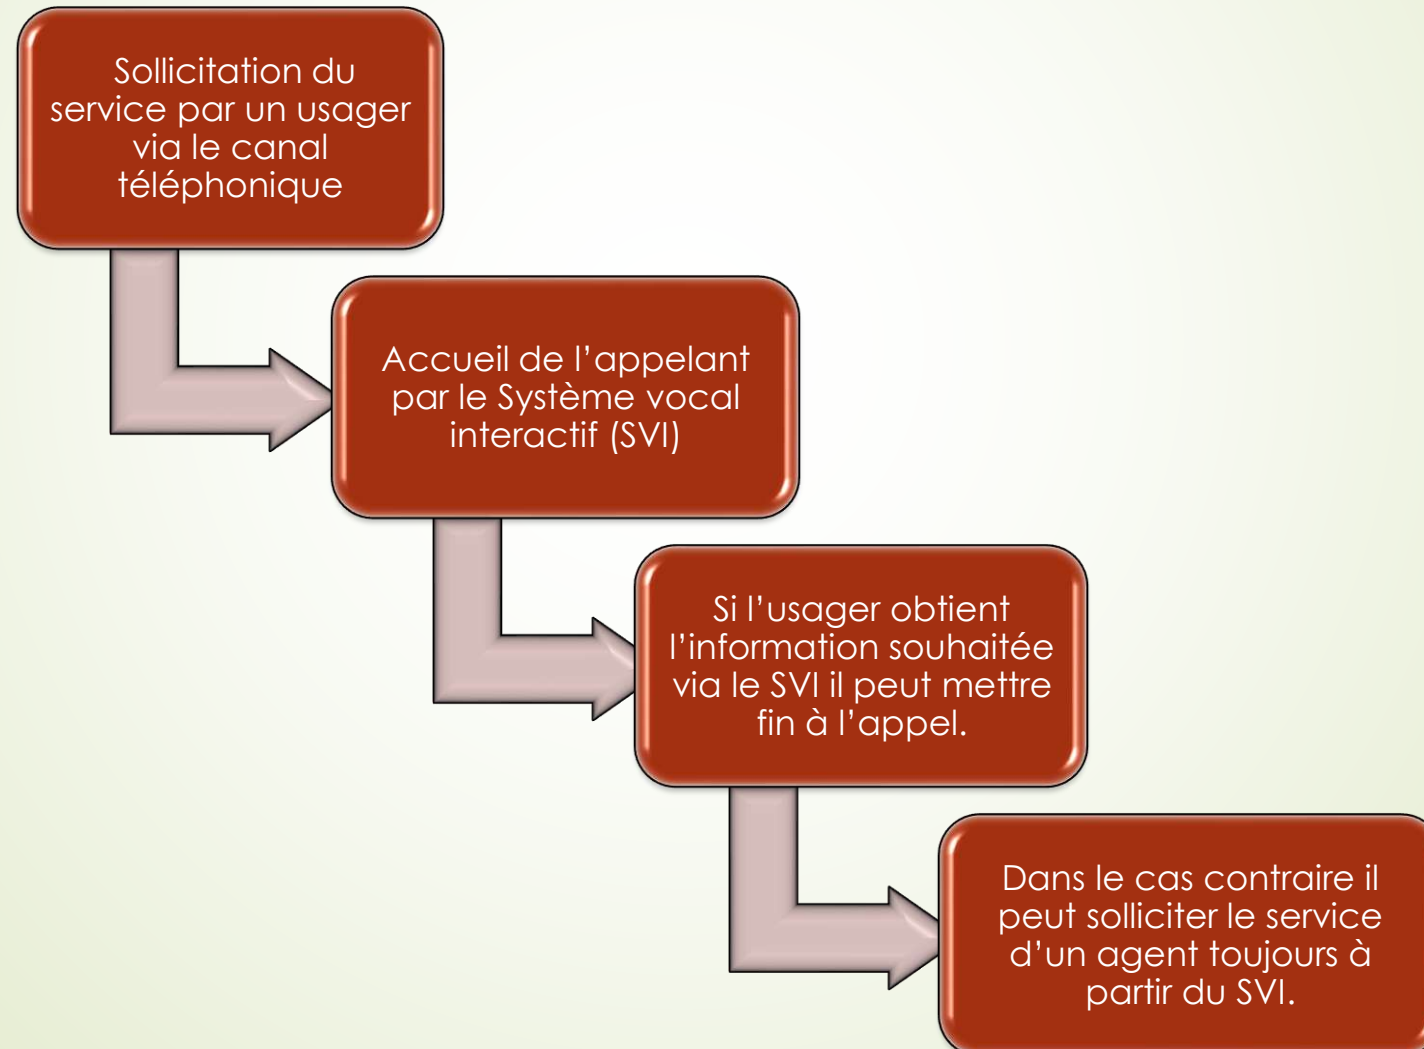 Sollicitation du
service par un usager
via le canal
téléphonique
Accueil de l’appelant
par le Système vocal
interactif (SVI)
Si l’usager obtient
l’information souhaitée
via le SVI il peut mettre
fin à l’appel.
Dans le cas contraire il
peut solliciter le service
d’un agent toujours à
partir du SVI.